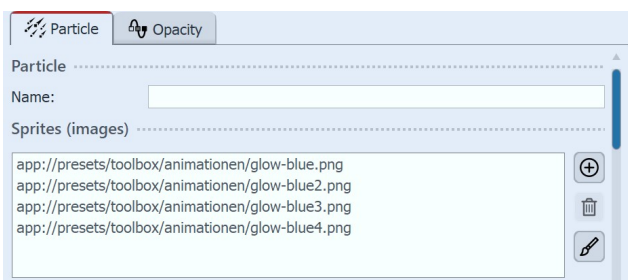 Particle
Opacity
Particle
Name:
Sprites (images)
app://presets/toolbox/animationen/glow-blue.png
app://presets/toolbox/animationen/glow-blue2.png
app://presets/toolbox/animationen/glow-blue3.png
app://presets/toolbox/animationen/glow-blue4.png